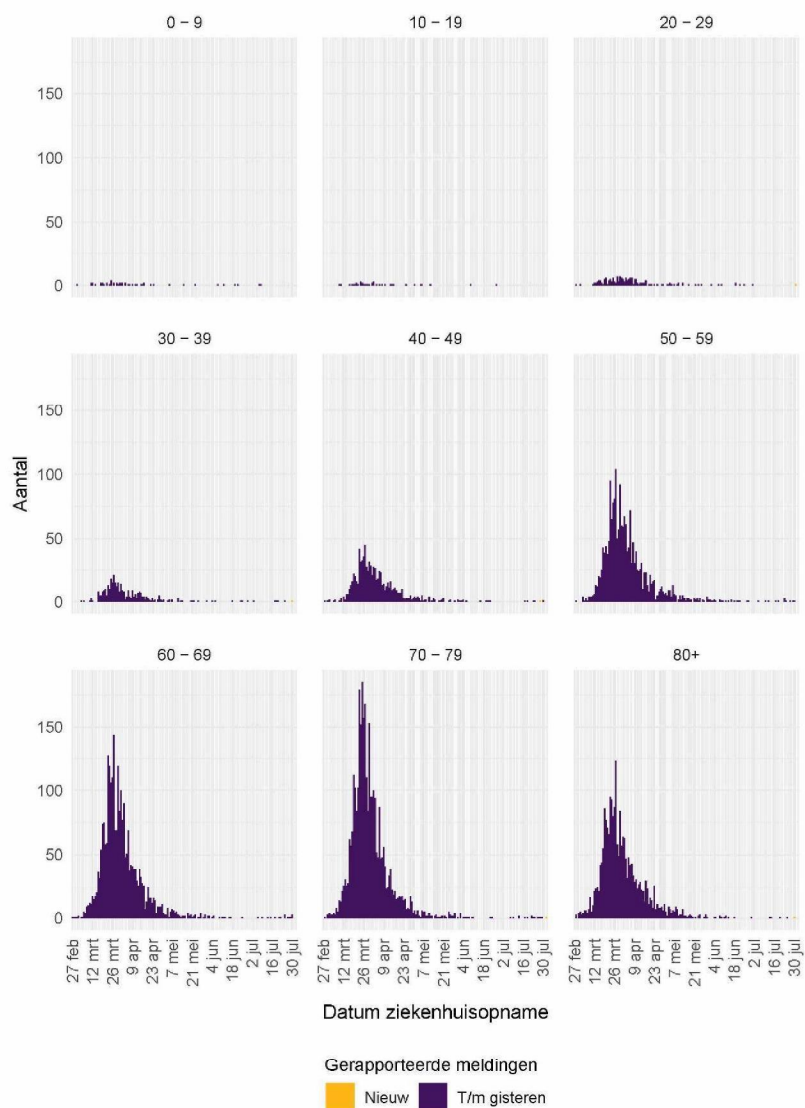 0 – 9
10 – 19
20 – 29
150
100
50
0
30 – 39
40 – 49
50 – 59
150
100
50
0
Aantal
60 – 69
70 – 79
80+
150
100
50
0
27 feb
12 mrt
26 mrt
9 apr
23 apr
7 mei
21 mei
4 jun
18 jun
2 jul
16 jul
30 jul
27 feb
12 mrt
26 mrt
9 apr
23 apr
7 mei
21 mei
4 jun
18 jun
2 jul
16 jul
30 jul
27 feb
12 mrt
26 mrt
9 apr
23 apr
7 mei
21 mei
4 jun
18 jun
2 jul
16 jul
30 jul
Datum ziekenhuisopname
Gerapporteerde meldingen
Nieuw
T/m gisteren